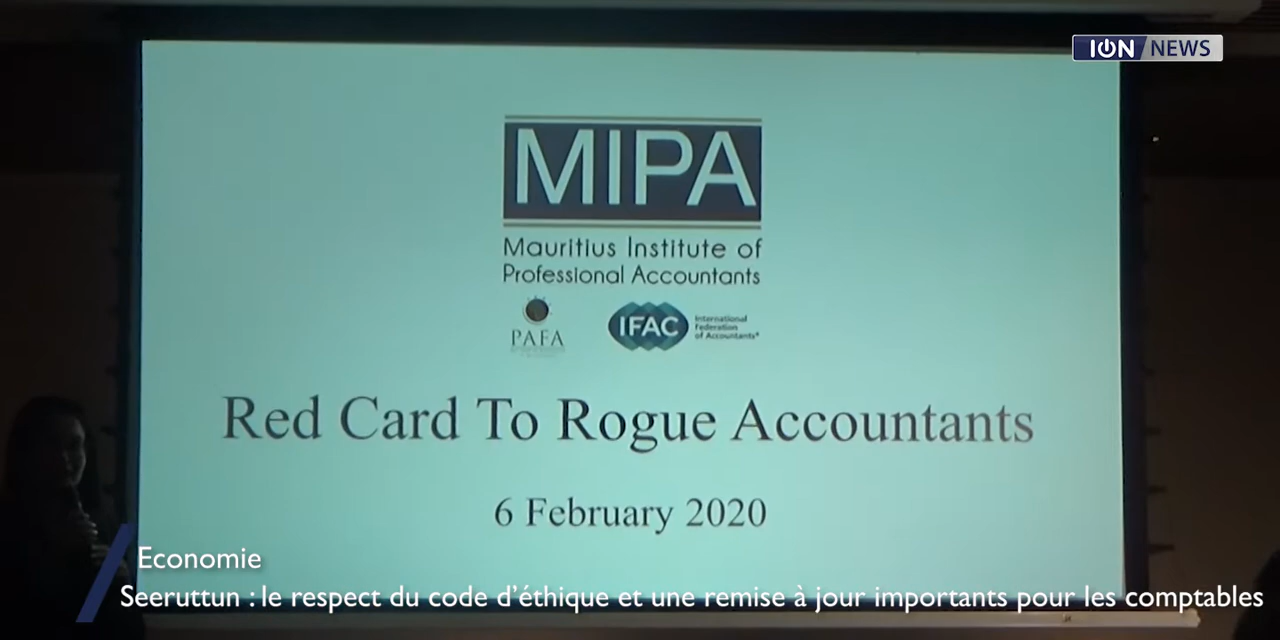 ION NEWS
MIPA
Mauritius Institute of
Professional Accountants
PAFA
IFAC
International
Federation
of Accountants®
Red Card To Rogue Accountants
6 February 2020
Economie
Seeruttun : le respect du code d'éthique et une remise à jour importants pour les comptables